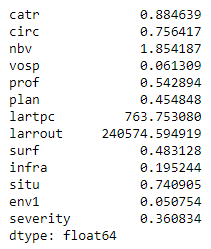 catr 0.884639
circ 0.756417
nbv 1.854187
vosp 0.061309
prof 0.542894
plan 0.454848
lartpc 763.753080
larrout 240574.594919
surf 0.483128
infra 0.195244
situ 0.740905
env1 0.050754
severity 0.360834
dtype: float64